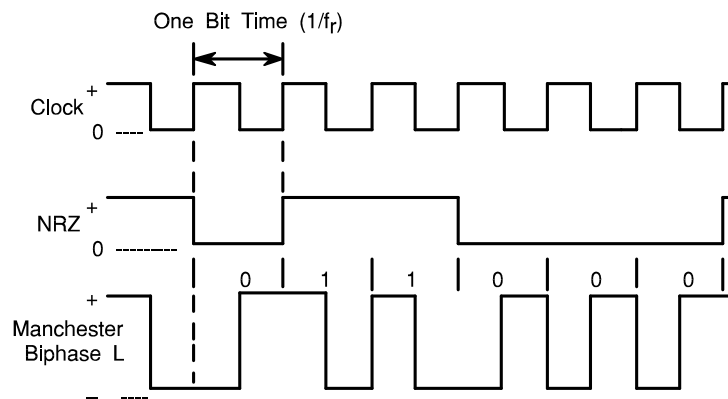 One Bit Time (1/fr)
+
Clock
0
+
NRZ
0
0 1 1 0 0 0
+
Manchester
Biphase L
–